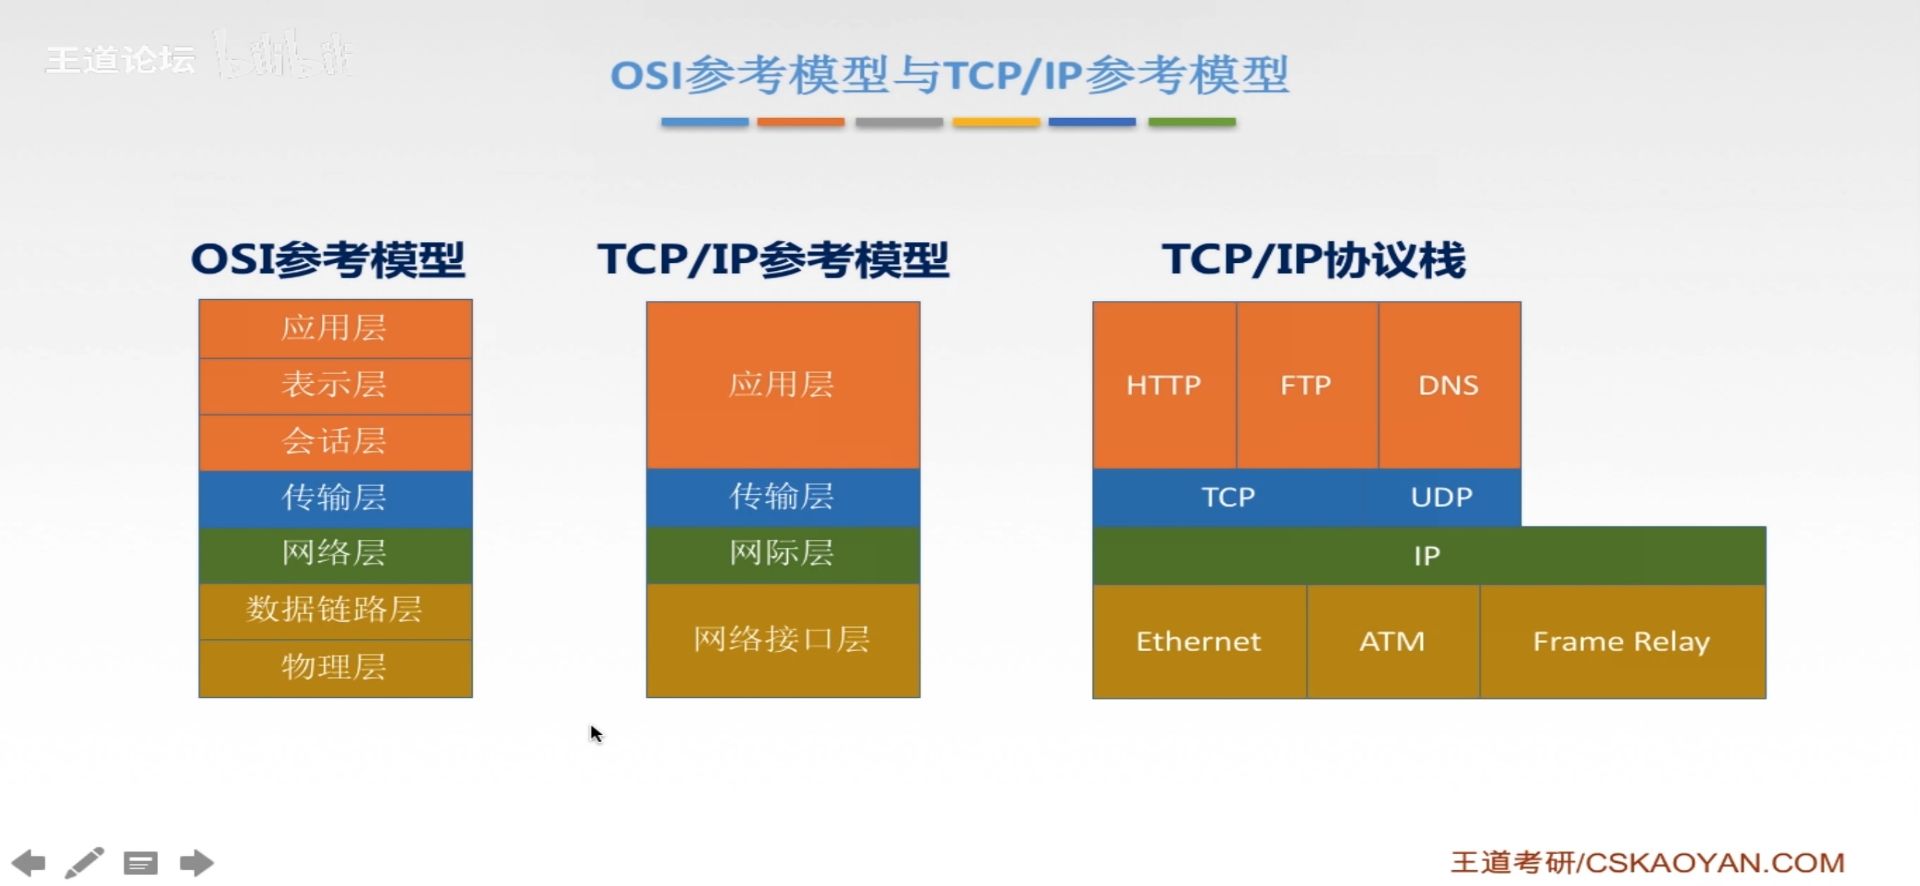 王道论坛 bilibili
OSI参考模型与TCP/IP参考模型
OSI参考模型
应用层
表示层
会话层
传输层
网络层
数据链路层
物理层
TCP/IP参考模型
应用层
传输层
网际层
网络接口层
TCP/IP协议栈
HTTP FTP DNS
TCP UDP
IP
Ethernet ATM Frame Relay
王道考研/CSKAOYAN.COM